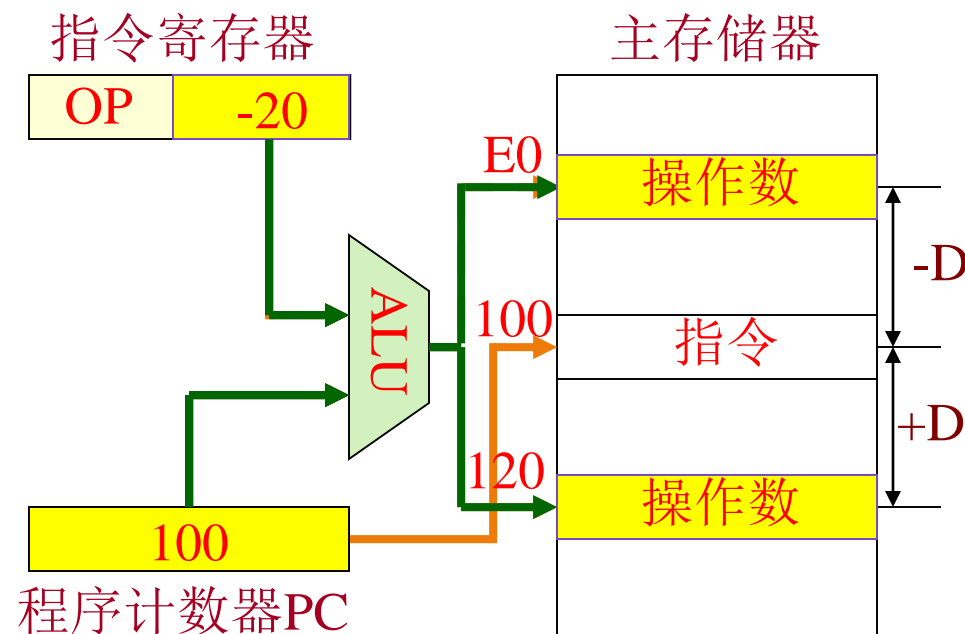 指令寄存器
主存储器
OP
-20
E0
操作数
-D
ALU
100
指令
+D
120
操作数
100
程序计数器PC